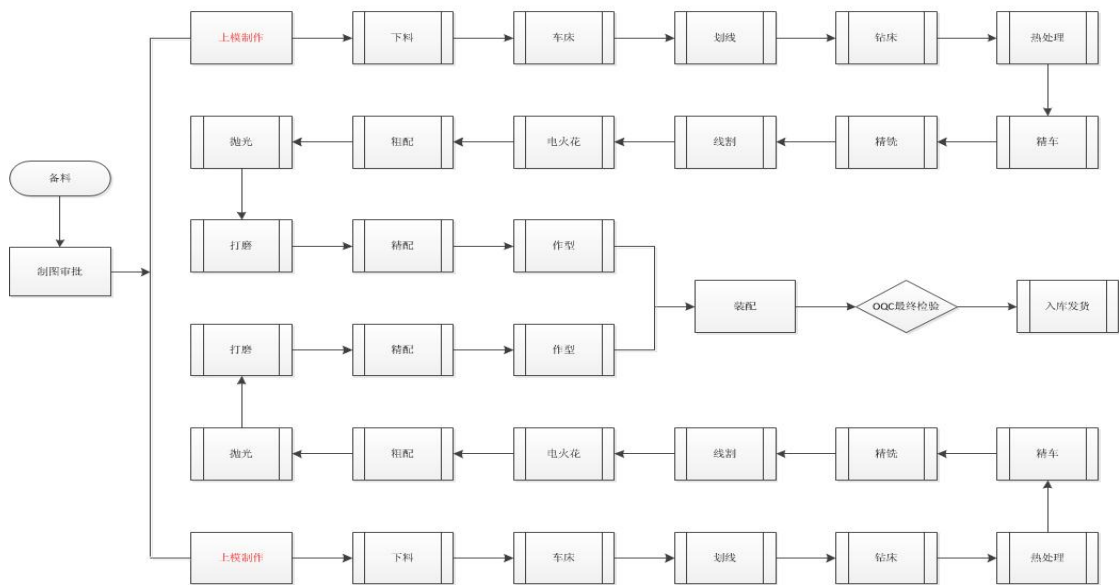 上模制作
下料
车床
划线
钻床
热处理
抛光
粗配
电火花
线割
精铣
精车
备料
打磨
精配
作型
制图审批
装配
OQC最终检验
入库发货
打磨
精配
作型
抛光
粗配
电火花
线割
精铣
精车
上模制作
下料
车床
划线
钻床
热处理